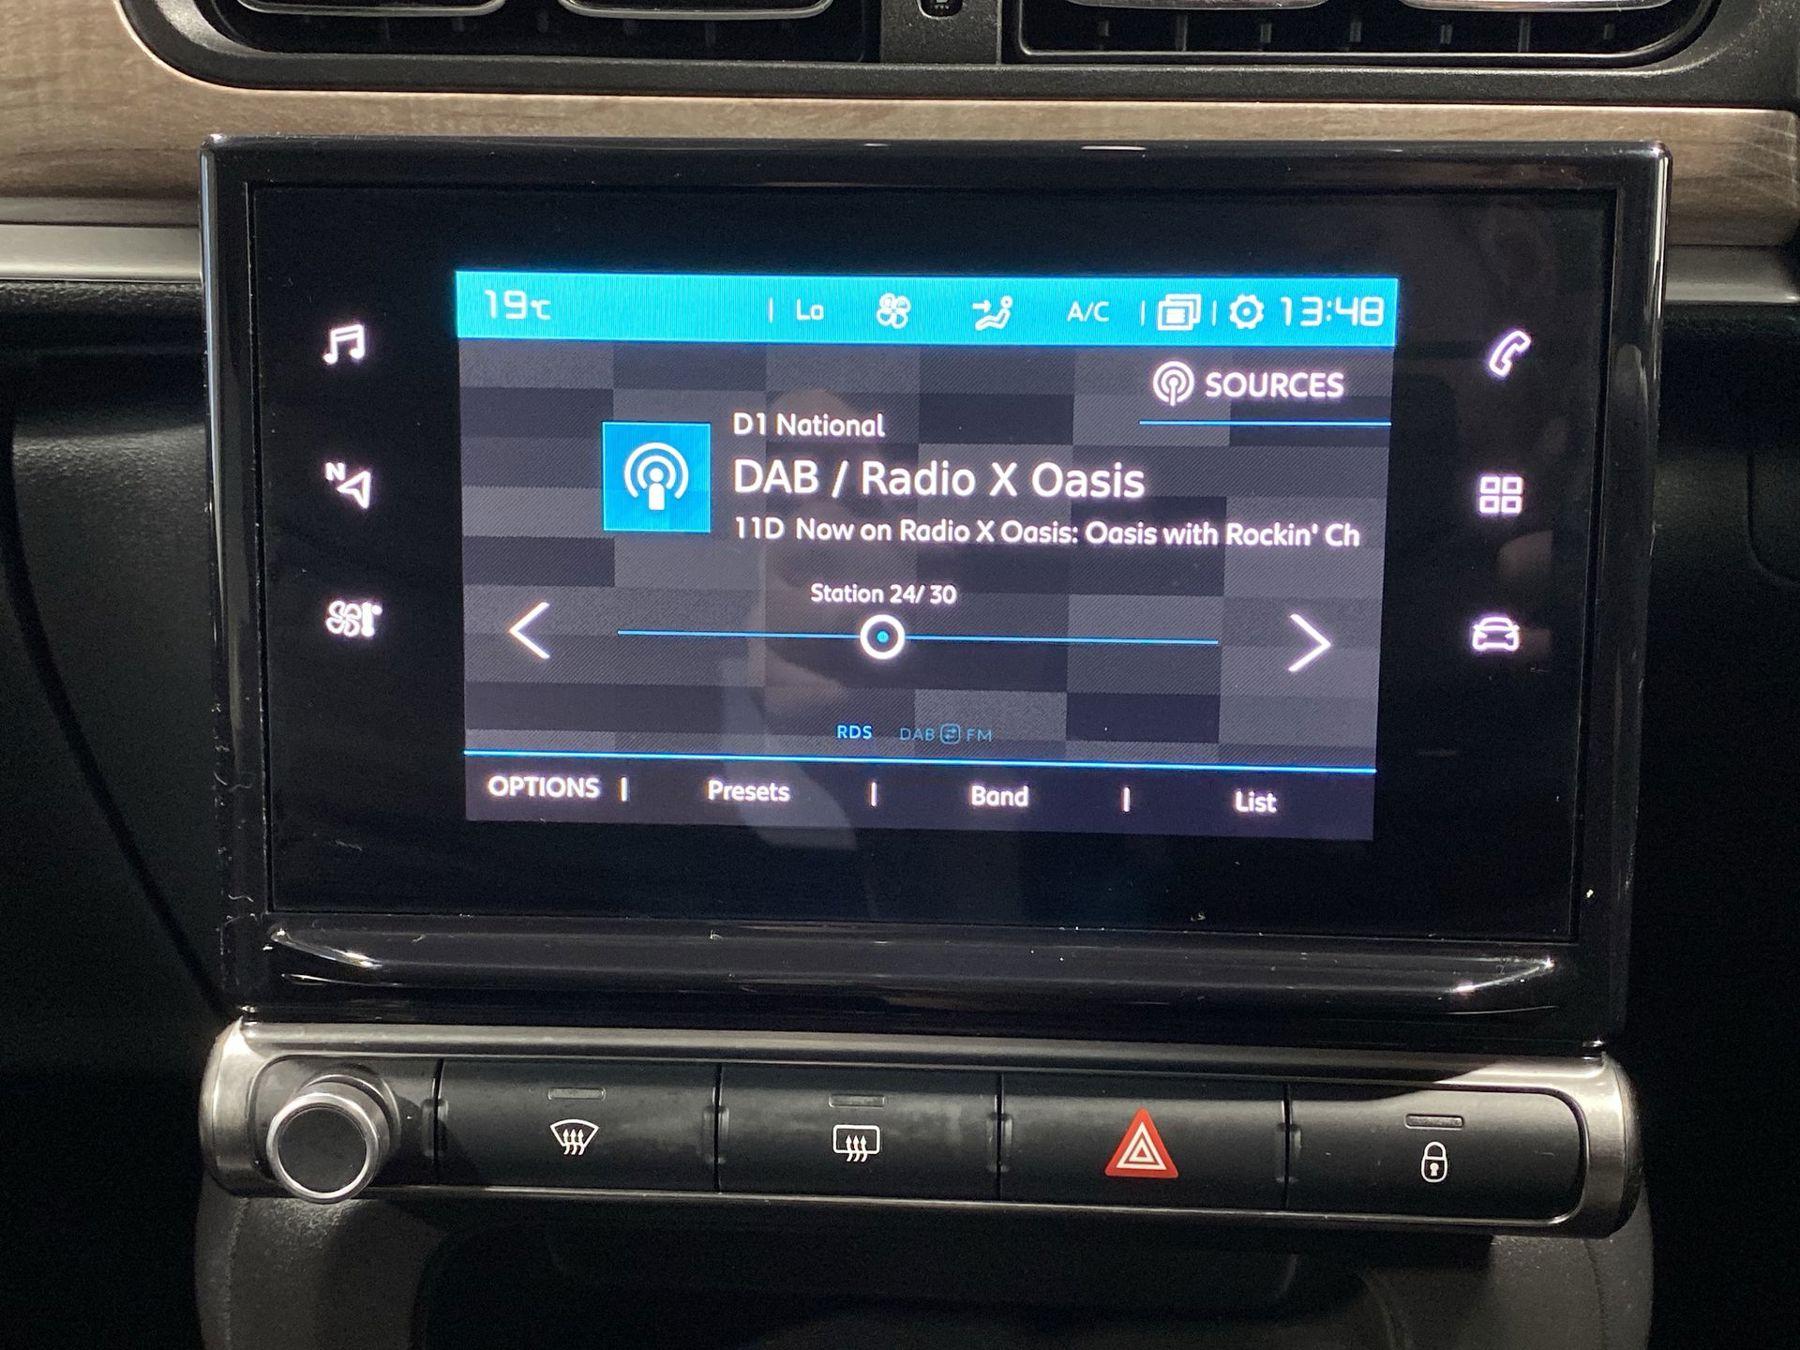 19°C | Lo A/C | | 13:48
SOURCES
D1 National
DAB / Radio X Oasis
11D Now on Radio X Oasis: Oasis with Rockin' Ch
Station 24/ 30
RDS DAB FM
OPTIONS | Presets | Band | List
N